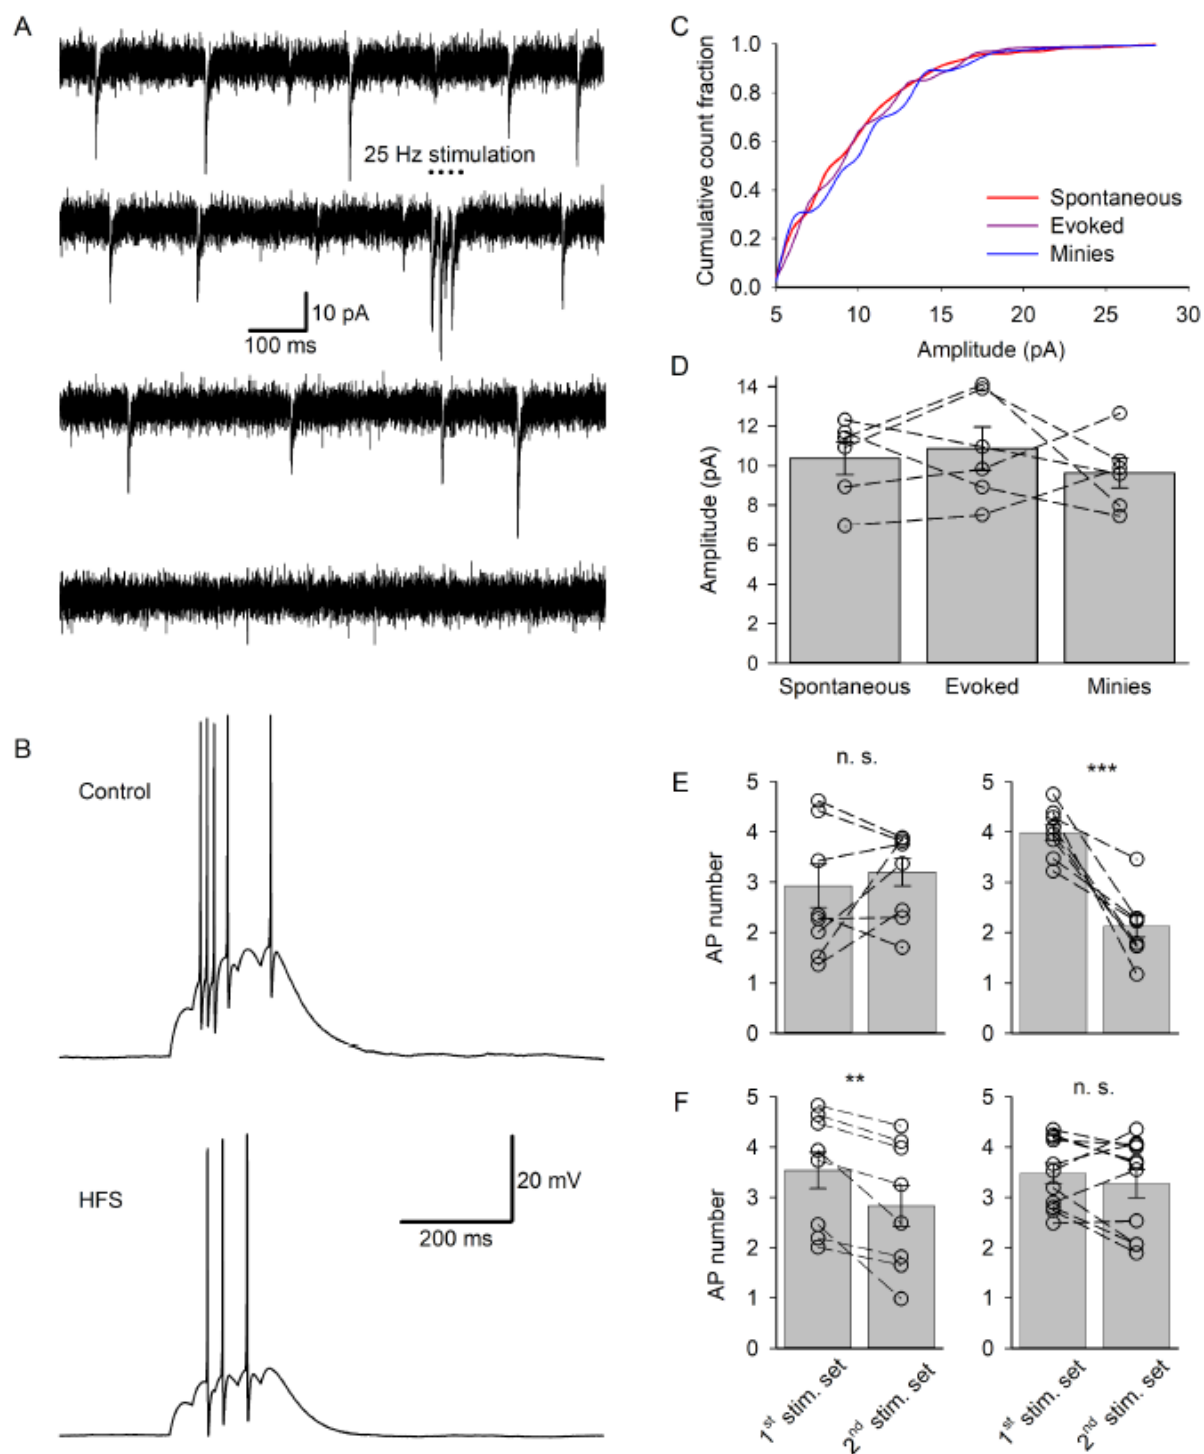 A
25 Hz stimulation
10 pA
100 ms
B
Control
HFS
20 mV
200 ms
C
Cumulative count fraction
1.0
0.8
0.6
0.4
0.2
0.0
Spontaneous
Evoked
Minies
5 10 15 20 25 30
Amplitude (pA)
D
Amplitude (pA)
14
12
10
8
6
4
2
0
Spontaneous Evoked Minies
E
AP number
n. s.
5
4
3
2
1
0
***
5
4
3
2
1
0
F
AP number
**
5
4
3
2
1
0
1st stim. set
2nd stim. set
n. s.
5
4
3
2
1
0
1st stim. set
2nd stim. set